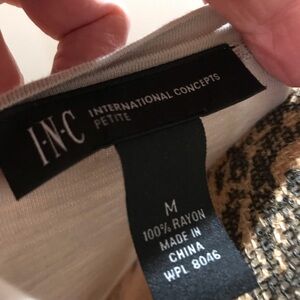 I·N·C INTERNATIONAL CONCEPTS
PETITE
M
100% RAYON
MADE IN
CHINA
WPL 8046